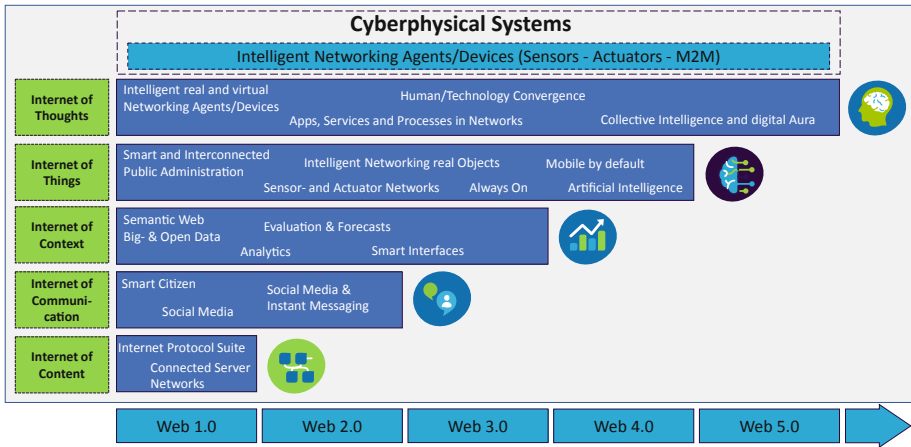 Cyberphysical Systems
Intelligent Networking Agents/Devices (Sensors - Actuators - M2M)
Internet of
Thoughts
Intelligent real and virtual
Networking Agents/Devices
Human/Technology Convergence
Apps, Services and Processes in Networks
Collective Intelligence and digital Aura
Internet of
Things
Smart and Interconnected
Public Administration
Intelligent Networking real Objects
Mobile by default
Sensor- and Actuator Networks
Always On
Artificial Intelligence
Internet of
Context
Semantic Web
Big- & Open Data
Evaluation & Forecasts
Analytics
Smart Interfaces
Internet of
Communi-
cation
Smart Citizen
Social Media
Social Media &
Instant Messaging
Internet of
Content
Internet Protocol Suite
Connected Server
Networks
Web 1.0
Web 2.0
Web 3.0
Web 4.0
Web 5.0